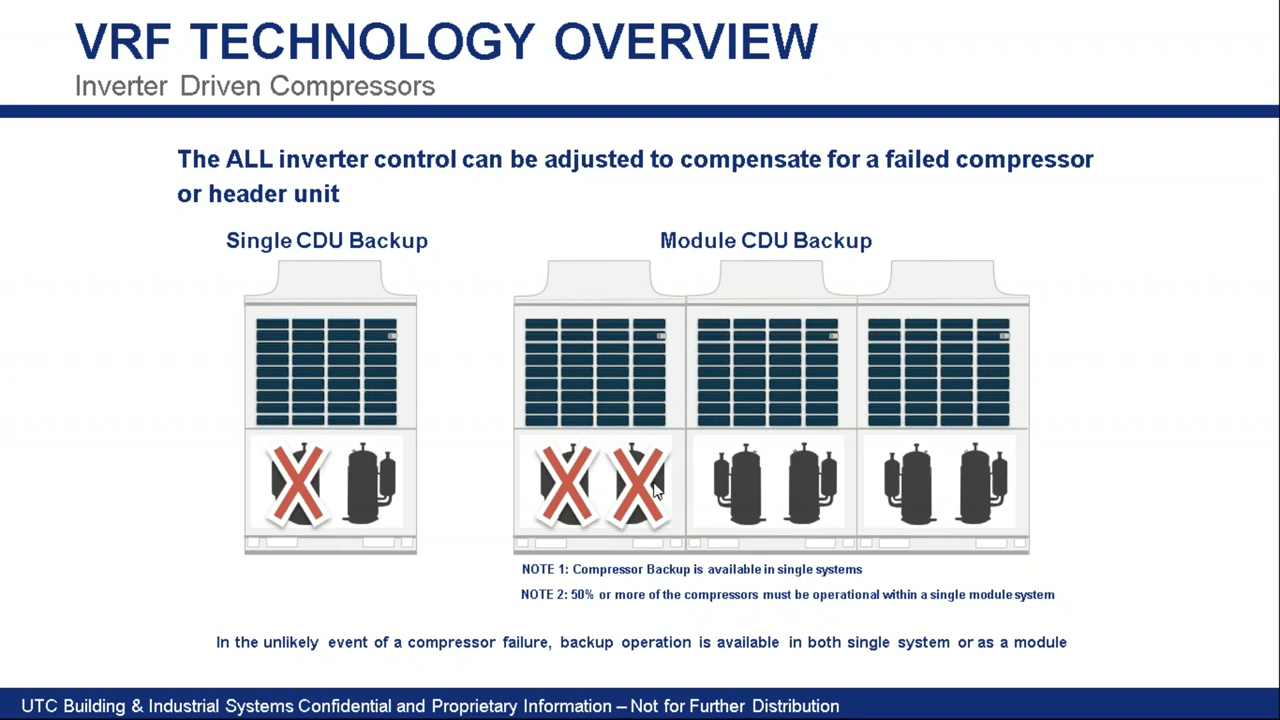 VRF TECHNOLOGY OVERVIEW
Inverter Driven Compressors
The ALL inverter control can be adjusted to compensate for a failed compressor
or header unit
Single CDU Backup
Module CDU Backup
NOTE 1: Compressor Backup is available in single systems
NOTE 2: 50% or more of the compressors must be operational within a single module system
In the unlikely event of a compressor failure, backup operation is available in both single system or as a module
UTC Building & Industrial Systems Confidential and Proprietary Information – Not for Further Distribution